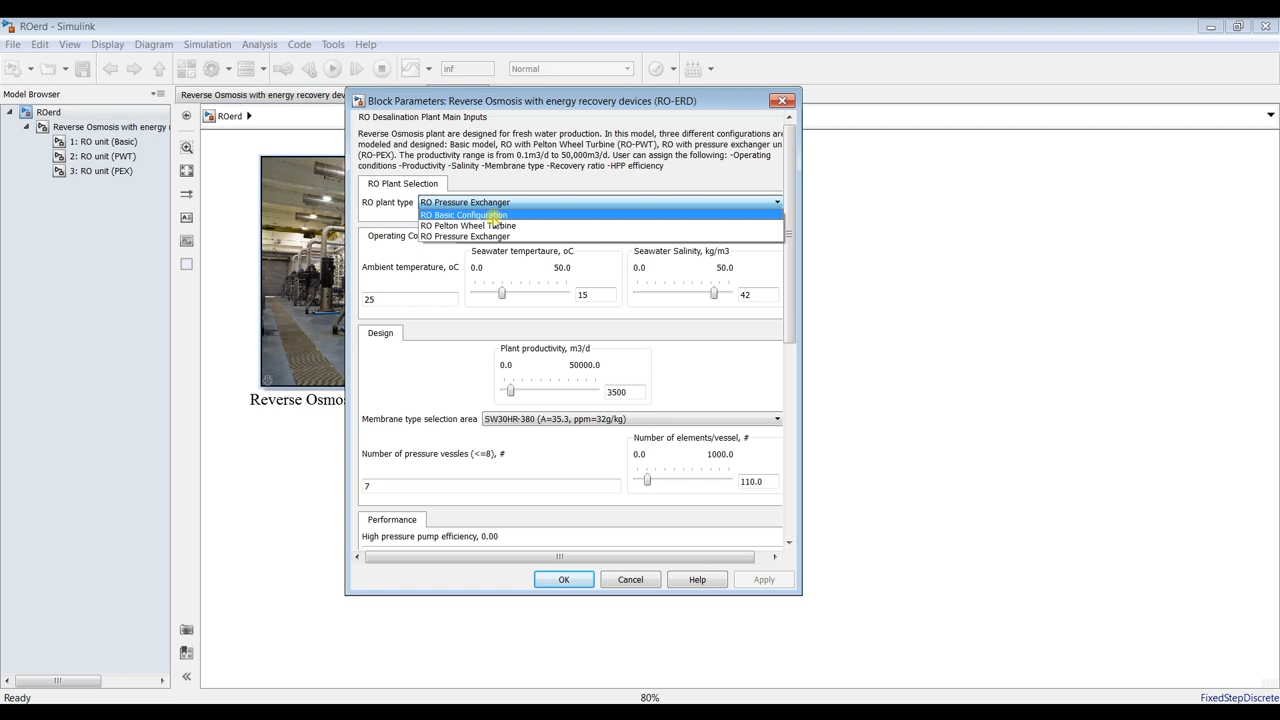 ROerd - Simulink
File Edit View Display Diagram Simulation Analysis Code Tools Help
inf
Normal
Model Browser
Reverse Osmosis with energy recovery dev
ROerd
ROerd
Reverse Osmosis with energy
1: RO unit (Basic)
2: RO unit (PWT)
3: RO unit (PEX)
Reverse Osmo
Block Parameters: Reverse Osmosis with energy recovery devices (RO-ERD)
RO Desalination Plant Main Inputs
Reverse Osmosis plant are designed for fresh water production. In this model, three different configurations are
modeled and designed: Basic model, RO with Pelton Wheel Turbine (RO-PWT), RO with pressure exchanger un
(RO-PEX). The productivity range is from 0.1m3/d to 50,000m3/d. User can assign the following: -Operating
conditions -Productivity -Salinity -Membrane type -Recovery ratio -HPP efficiency
RO Plant Selection
RO plant type RO Pressure Exchanger
RO Basic Configuration
RO Pelton Wheel Turbine
RO Pressure Exchanger
Operating Co
Seawater tempertaure, oC Seawater Salinity, kg/m3
Ambient temperature, oC 0.0 50.0 0.0 50.0
25 15 42
Design
Plant productivity, m3/d
0.0 50000.0
3500
Membrane type selection area SW30HR-380 (A=35.3, ppm=32g/kg)
Number of elements/vessel, #
Number of pressure vessles (<=8), # 0.0 1000.0
7 110.0
Performance
High pressure pump efficiency, 0.00
OK Cancel Help Apply
Ready 80% FixedStepDiscrete